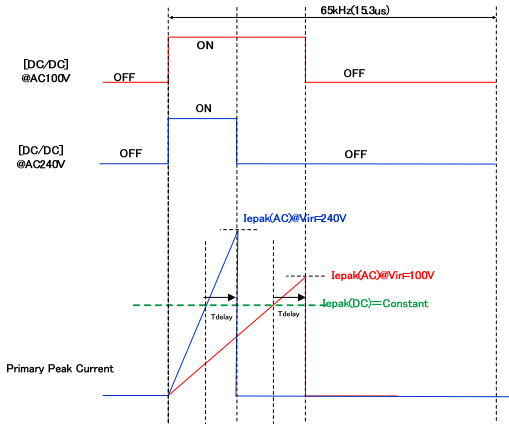 65kHz(15.3us)
ON
[DC/DC]
@AC100V
OFF
OFF
ON
[DC/DC]
@AC240V
OFF
OFF
Iepak(AC)@Vin=240V
Iepak(AC)@Vin=100V
Iepak(DC)=Constant
Tdelay
Tdelay
Primary Peak Current